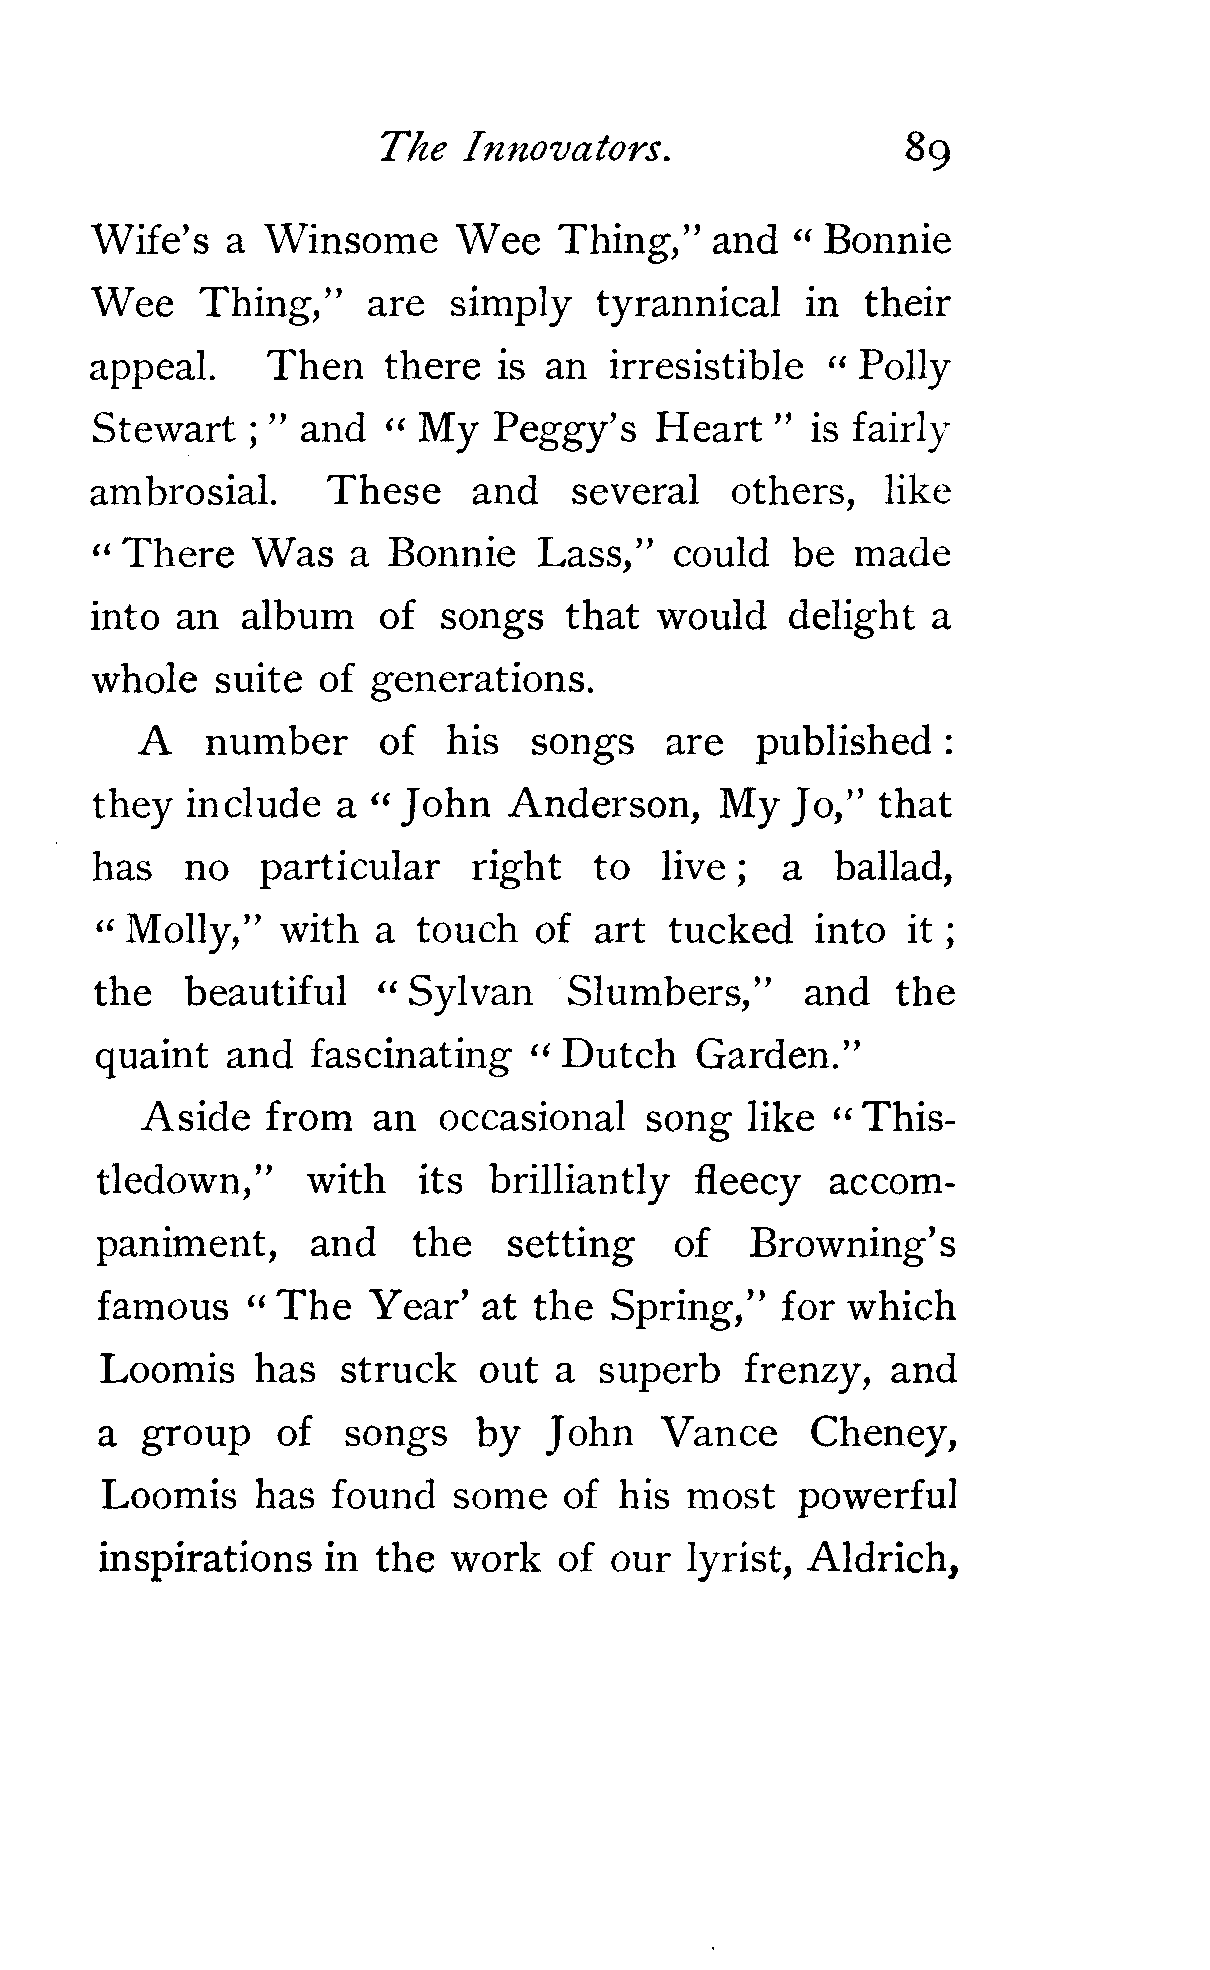 The Innovators. 89
Wife's a Winsome Wee Thing," and " Bonnie
Wee Thing," are simply tyrannical in their
appeal. Then there is an irresistible " Polly
Stewart ; " and " My Peggy's Heart " is fairly
ambrosial. These and several others, like
" There Was a Bonnie Lass," could be made
into an album of songs that would delight a
whole suite of generations.
A number of his songs are published :
they include a " John Anderson, My Jo," that
has no particular right to live ; a ballad,
" Molly," with a touch of art tucked into it ;
the beautiful " Sylvan Slumbers," and the
quaint and fascinating " Dutch Garden."
Aside from an occasional song like " This-
tledown," with its brilliantly fleecy accom-
paniment, and the setting of Browning's
famous " The Year' at the Spring," for which
Loomis has struck out a superb frenzy, and
a group of songs by John Vance Cheney,
Loomis has found some of his most powerful
inspirations in the work of our lyrist, Aldrich,